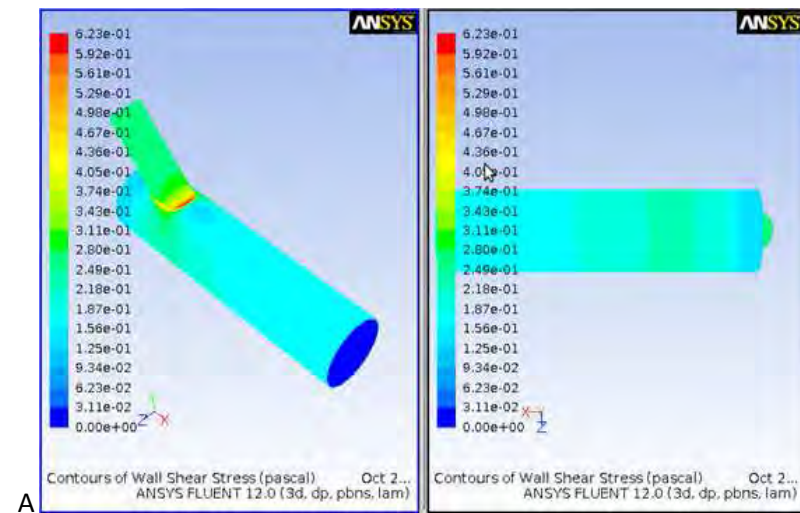 ANSYS
6.23e-01
5.92e-01
5.61e-01
5.29e-01
4.98e-01
4.67e-01
4.36e-01
4.05e-01
3.74e-01
3.43e-01
3.11e-01
2.80e-01
2.49e-01
2.18e-01
1.87e-01
1.56e-01
1.25e-01
9.34e-02
6.23e-02
3.11e-02
0.00e+00
Y
Z X
Contours of Wall Shear Stress (pascal) Oct 2...
ANSYS FLUENT 12.0 (3d, dp, pbns, lam)
ANSYS
6.23e-01
5.92e-01
5.61e-01
5.29e-01
4.98e-01
4.67e-01
4.36e-01
3.74e-01
3.43e-01
3.11e-01
2.80e-01
2.49e-01
2.18e-01
1.87e-01
1.56e-01
1.25e-01
9.34e-02
6.23e-02
3.11e-02
0.00e+00
X
Z
Contours of Wall Shear Stress (pascal) Oct 2...
ANSYS FLUENT 12.0 (3d, dp, pbns, lam)
A